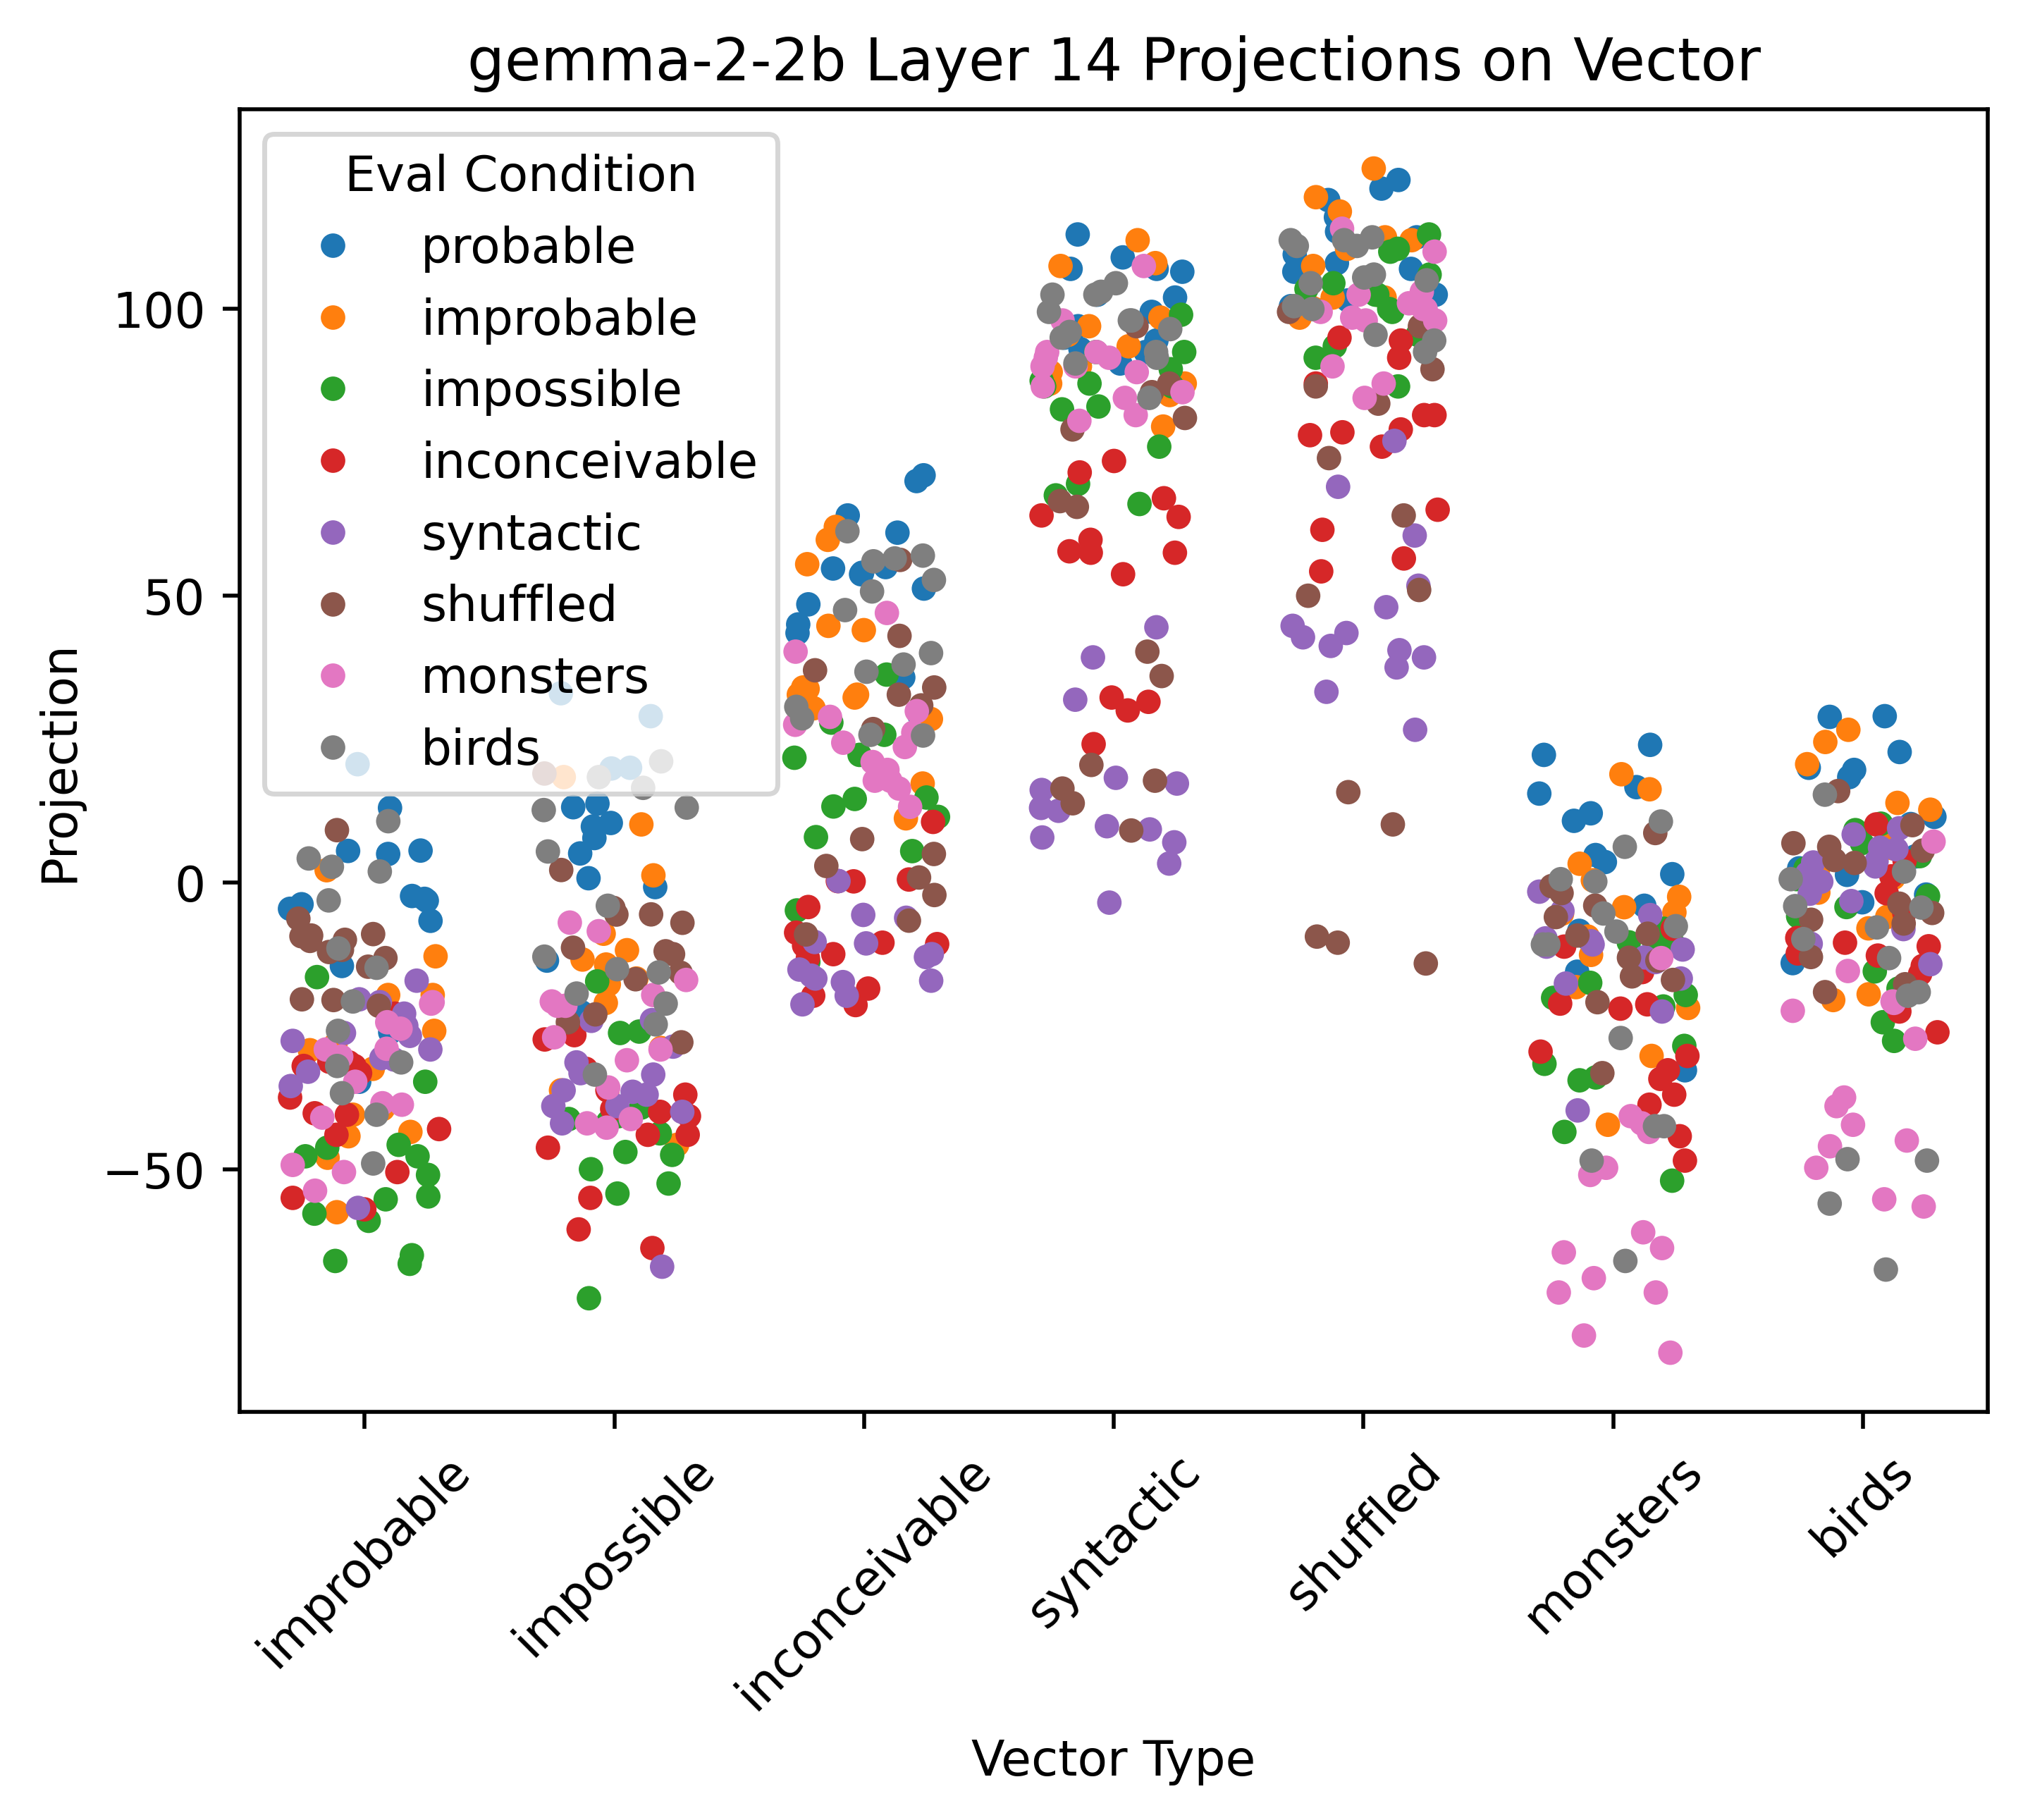 gemma-2-2b Layer 14 Projections on Vector
Eval Condition
probable
improbable
impossible
inconceivable
syntactic
shuffled
monsters
birds
Projection
100
50
0
−50
improbable
impossible
inconceivable
syntactic
shuffled
monsters
birds
Vector Type